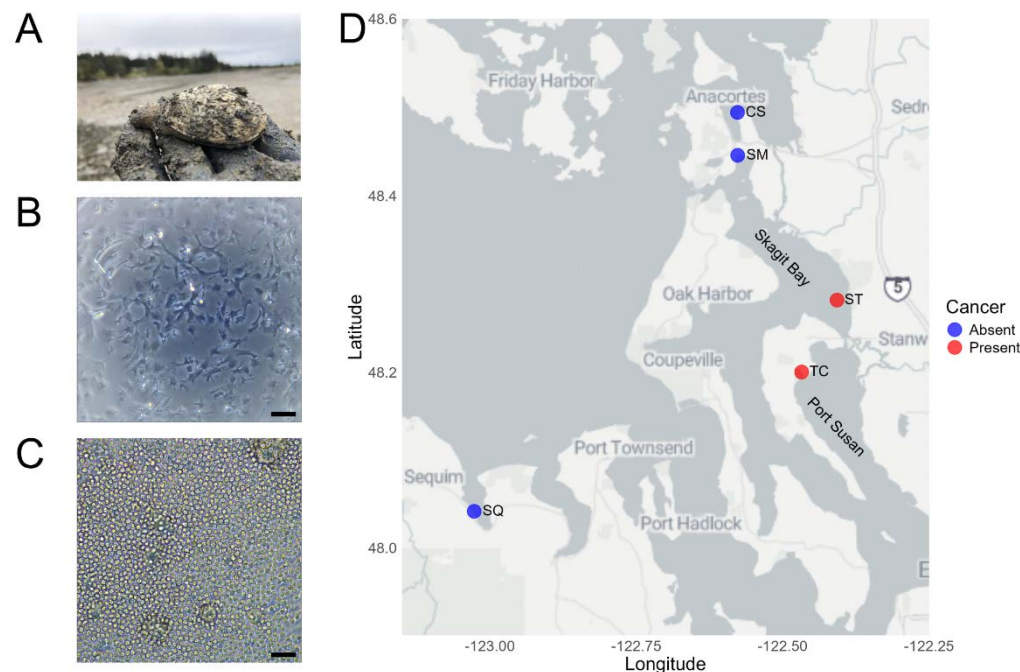 A
B
C
D
48.6
48.4
48.2
48.0
Latitude
Friday Harbor
Anacortes
CS
SM
Sedr
Skagit Bay
Oak Harbor
ST
5
Stanw
Coupeville
TC
Port Susan
Port Townsend
Sequim
SQ
Port Hadlock
E
-123.00
-122.75
-122.50
-122.25
Longitude
Cancer
Absent
Present